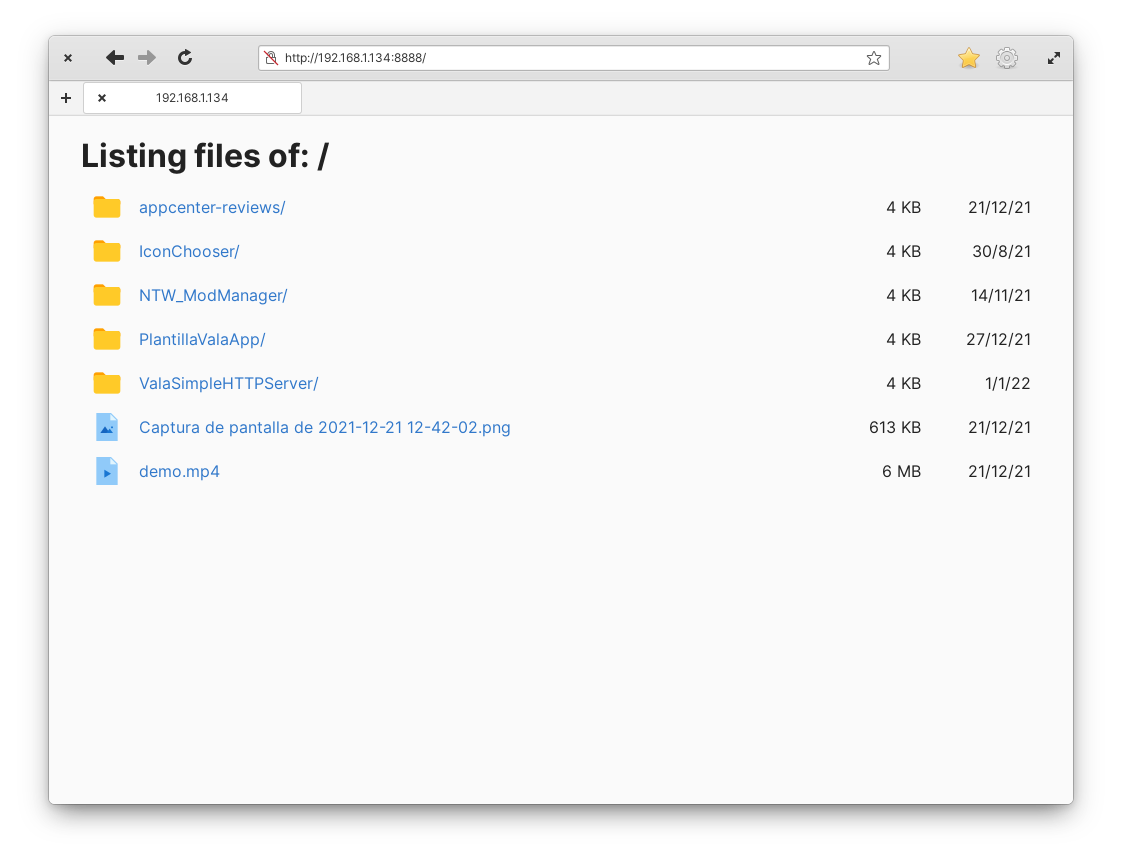 http://192.168.1.134:8888/
192.168.1.134
Listing files of: /
appcenter-reviews/ 4 KB 21/12/21
IconChooser/ 4 KB 30/8/21
NTW_ModManager/ 4 KB 14/11/21
PlantillaValaApp/ 4 KB 27/12/21
ValaSimpleHTTPServer/ 4 KB 1/1/22
Captura de pantalla de 2021-12-21 12-42-02.png 613 KB 21/12/21
demo.mp4 6 MB 21/12/21